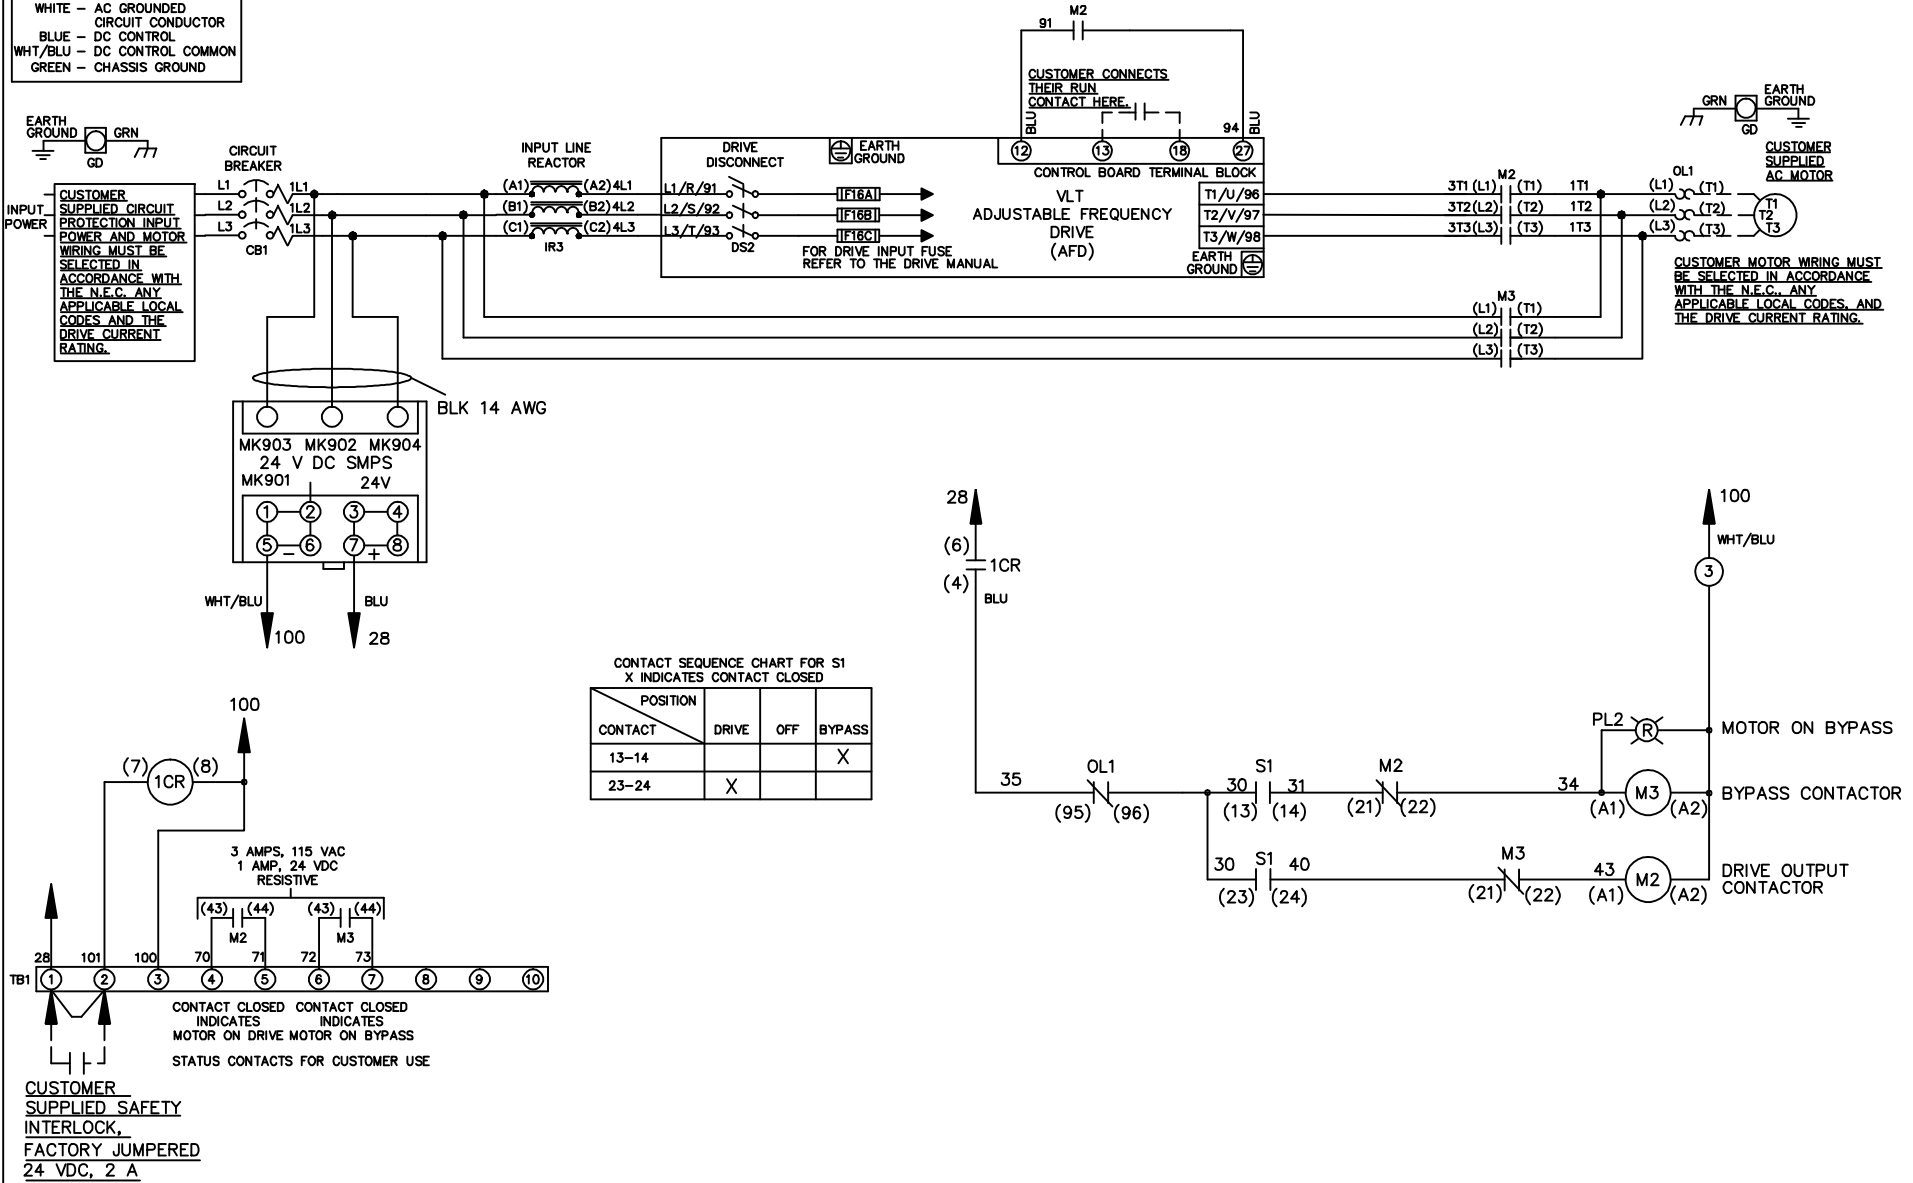 WHITE – AC GROUNDED
CIRCUIT CONDUCTOR
BLUE – DC CONTROL
WHT/BLU – DC CONTROL COMMON
GREEN – CHASSIS GROUND
EARTH
GROUND
GRN
GD
INPUT
POWER
CUSTOMER
SUPPLIED CIRCUIT
PROTECTION INPUT
POWER AND MOTOR
WIRING MUST BE
SELECTED IN
ACCORDANCE WITH
THE N.E.C. ANY
APPLICABLE LOCAL
CODES AND THE
DRIVE CURRENT
RATING.
CIRCUIT
BREAKER
L1 1L1
L2 1L2
L3 1L3
CB1
INPUT LINE
REACTOR
(A1) (A2) 4L1
(B1) (B2) 4L2
(C1) (C2) 4L3
IR3
DRIVE
DISCONNECT
L1/R/91
L2/S/92
L3/T/93
DS2
EARTH
GROUND
F16A
F16B
F16C
FOR DRIVE INPUT FUSE
REFER TO THE DRIVE MANUAL
M2
91
CUSTOMER CONNECTS
THEIR RUN
CONTACT HERE.
BLU
94
BLU
12 13 18 27
CONTROL BOARD TERMINAL BLOCK
VLT
ADJUSTABLE FREQUENCY
DRIVE
(AFD)
T1/U/96
T2/V/97
T3/W/98
EARTH
GROUND
M2
3T1 (L1) (T1) 1T1
3T2(L2) (T2) 1T2
3T3(L3) (T3) 1T3
M3
(L1) (T1)
(L2) (T2)
(L3) (T3)
GRN
EARTH
GROUND
GD
CUSTOMER
SUPPLIED
AC MOTOR
OL1
(L1) (T1)
(L2) (T2)
(L3) (T3)
T1
T2
T3
CUSTOMER MOTOR WIRING MUST
BE SELECTED IN ACCORDANCE
WITH THE N.E.C., ANY
APPLICABLE LOCAL CODES, AND
THE DRIVE CURRENT RATING.
BLK 14 AWG
MK903 MK902 MK904
24 V DC SMPS
MK901 24V
1 2 3 4
5 – 6 7 + 8
WHT/BLU
BLU
100
28
100
(7) 1CR (8)
3 AMPS, 115 VAC
1 AMP, 24 VDC
RESISTIVE
(43) (44) (43) (44)
M2 M3
28 101 100 70 71 72 73
TB1 1 2 3 4 5 6 7 8 9 10
CONTACT CLOSED
INDICATES
MOTOR ON DRIVE
CONTACT CLOSED
INDICATES
MOTOR ON BYPASS
STATUS CONTACTS FOR CUSTOMER USE
CUSTOMER
SUPPLIED SAFETY
INTERLOCK,
FACTORY JUMPERED
24 VDC, 2 A
CONTACT SEQUENCE CHART FOR S1
X INDICATES CONTACT CLOSED
POSITION
CONTACT DRIVE OFF BYPASS
13–14 X
23–24 X
28
(6)
1CR
(4)
BLU
35
OL1
(95) (96)
30 S1 31
(13) (14)
M2
(21) (22)
34
PL2 R
MOTOR ON BYPASS
(A1) M3 (A2)
BYPASS CONTACTOR
30 S1 40
(23) (24)
M3
(21) (22)
43
(A1) M2 (A2)
DRIVE OUTPUT
CONTACTOR
100
WHT/BLU
3